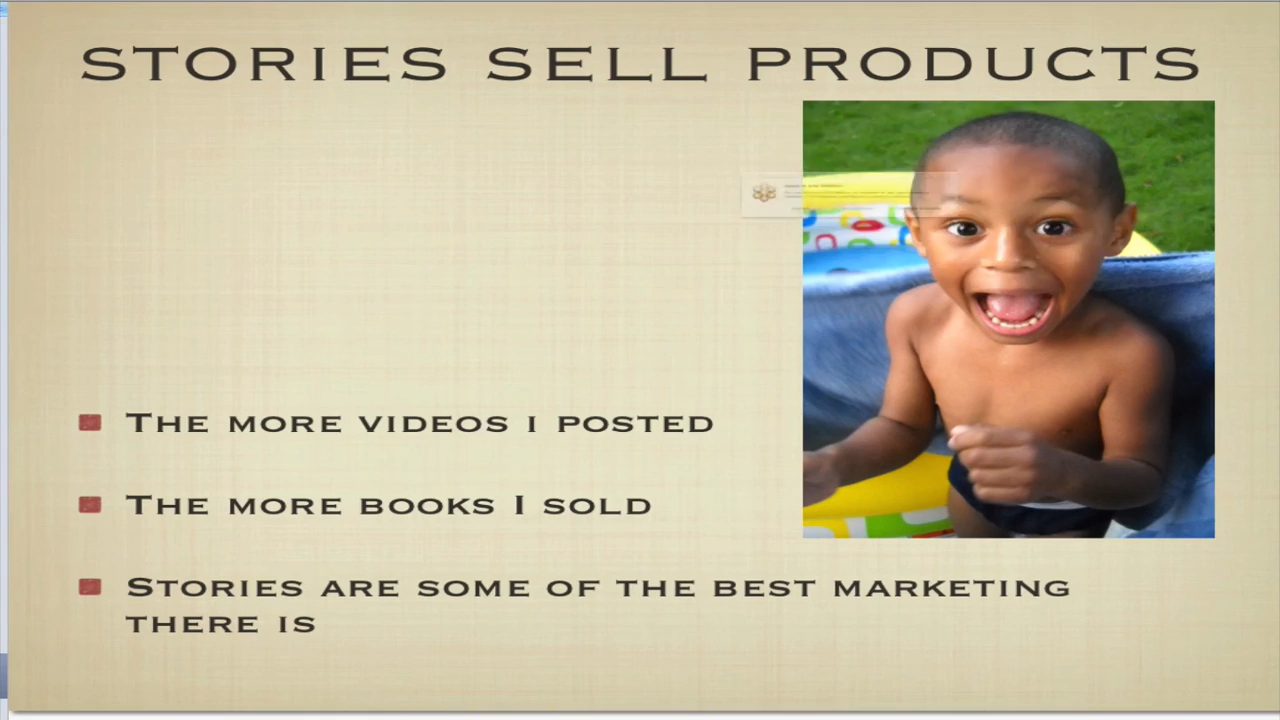 STORIES SELL PRODUCTS
THE MORE VIDEOS I POSTED
THE MORE BOOKS I SOLD
STORIES ARE SOME OF THE BEST MARKETING
THERE IS